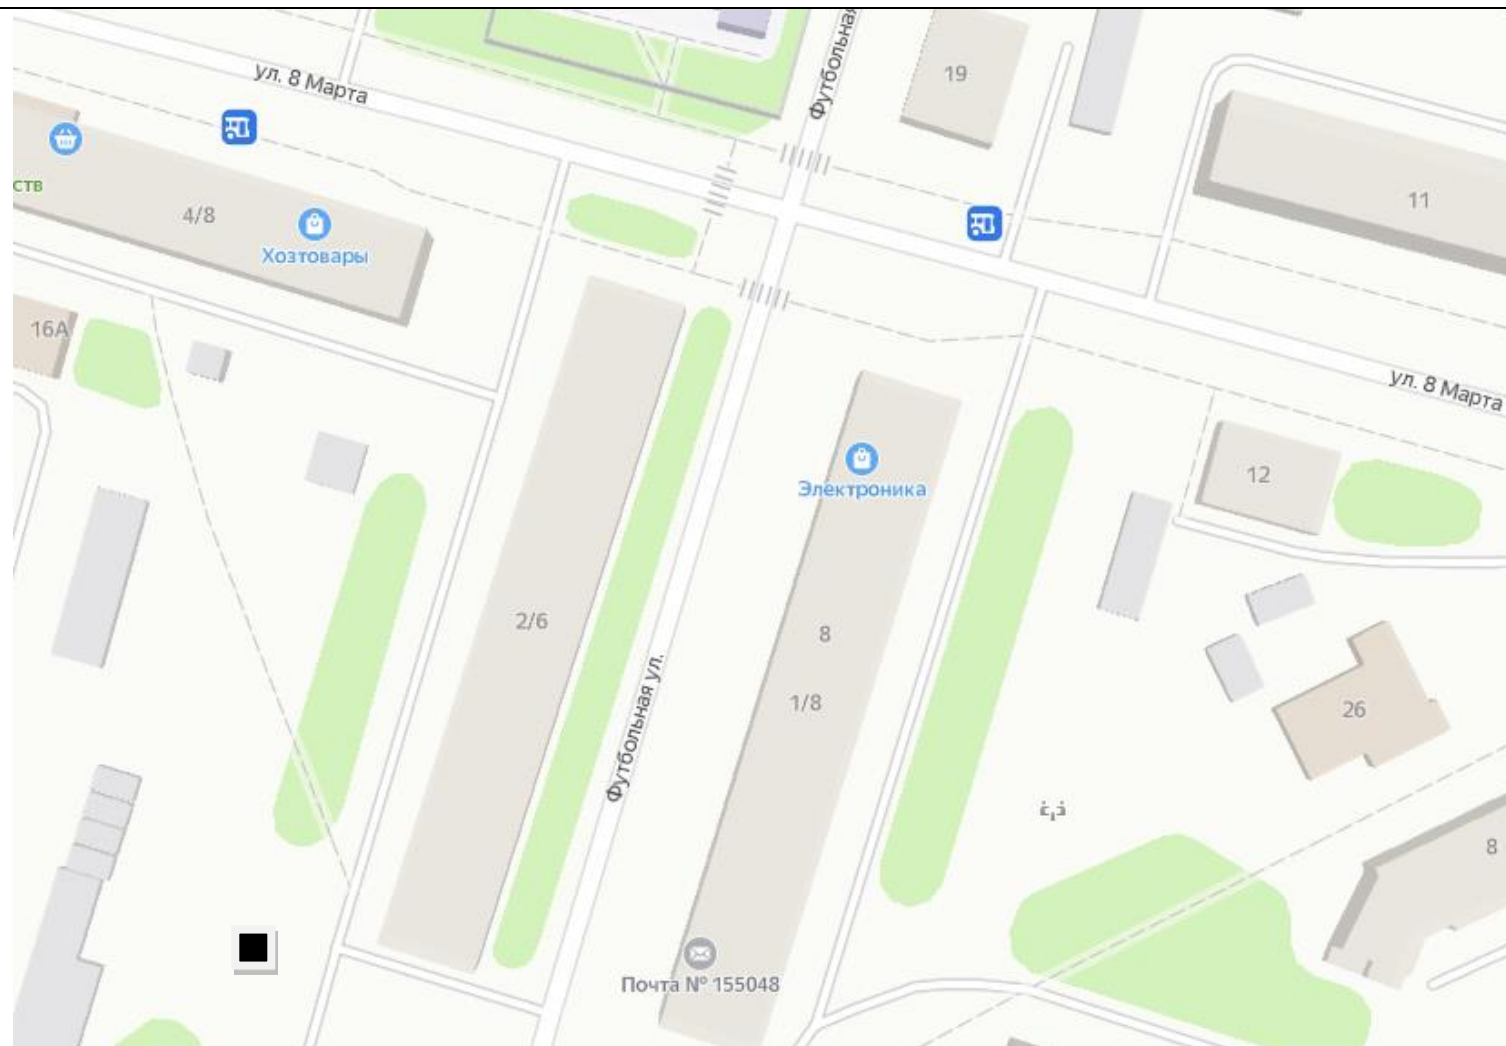 Футбольная
19
ул. 8 Марта
ств
4/8
Хозтовары
11
16А
ул. 8 Марта
Электроника
12
2/6
8
1/8
Футбольная ул.
26
8
Почта № 155048